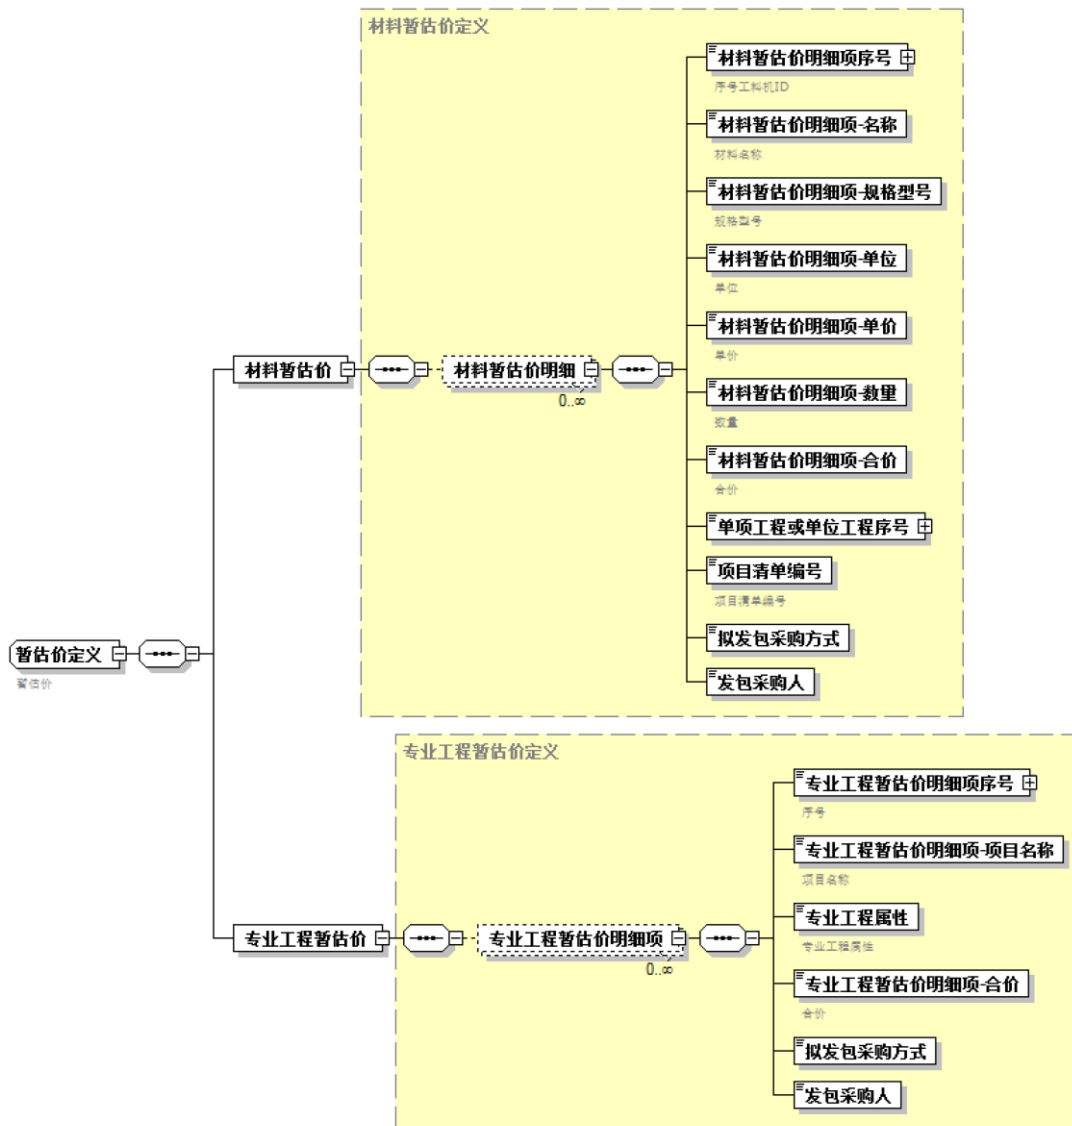 材料暂估价定义
材料暂估价明细项序号
序号工料机ID
材料暂估价明细项-名称
材料名称
材料暂估价明细项-规格型号
规格型号
材料暂估价明细项-单位
单位
材料暂估价明细项-单价
单价
材料暂估价
材料暂估价明细
0..∞
材料暂估价明细项-数量
数量
材料暂估价明细项-合价
合价
单项工程或单位工程序号
项目清单编号
项目清单编号
拟发包采购方式
发包采购人
暂估价定义
暂估价
专业工程暂估价定义
专业工程暂估价明细项序号
序号
专业工程暂估价明细项-项目名称
项目名称
专业工程属性
专业工程属性
专业工程暂估价
专业工程暂估价明细项
0..∞
专业工程暂估价明细项-合价
合价
拟发包采购方式
发包采购人